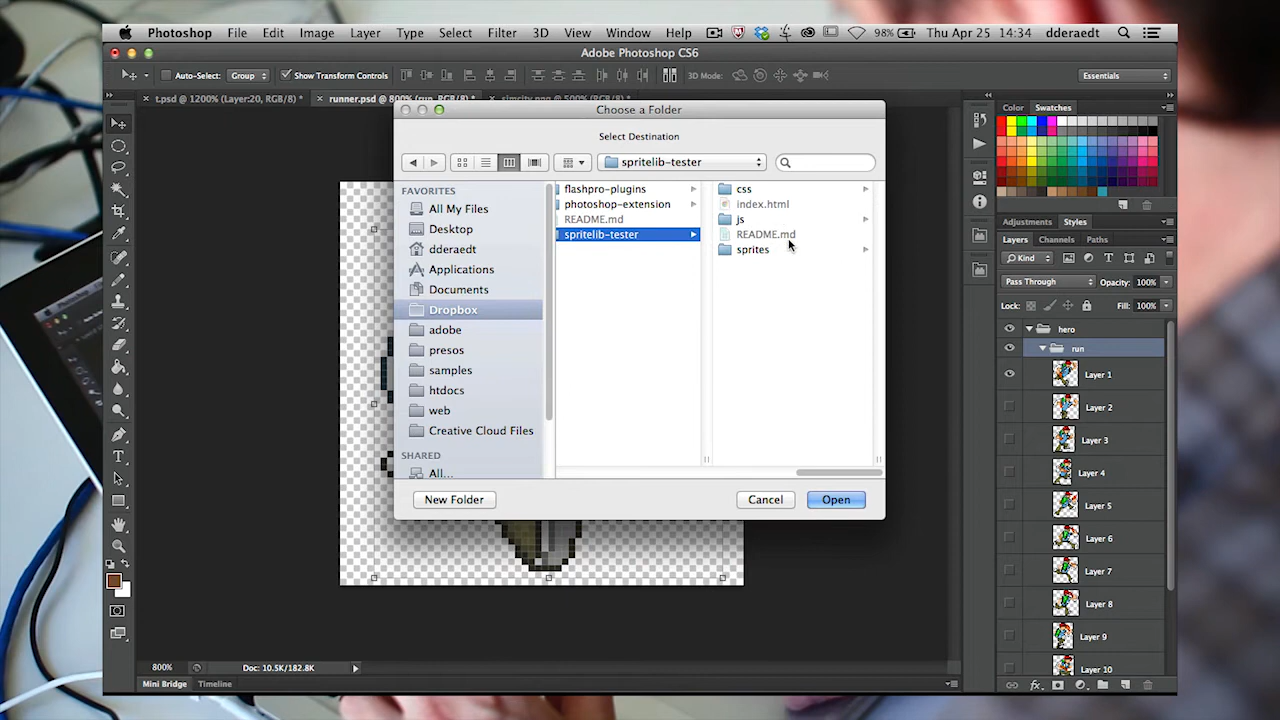 Photoshop File Edit Image Layer Type Select Filter 3D View Window Help 98% Thu Apr 25 14:34 dderaedt
Adobe Photoshop CS6
Auto-Select: Group Show Transform Controls 3D Mode: Essentials
t.psd @ 1200% (Layer:20, RGB/8) * runner.psd @ 800% (run, RGB/8) * simcity.png @ 500% (RGB/8) *
Choose a Folder
Select Destination
spritelib-tester
FAVORITES
All My Files
Desktop
dderaedt
Applications
Documents
Dropbox
adobe
presos
samples
htdocs
web
Creative Cloud Files
SHARED
All...
flashpro-plugins
photoshop-extension
README.md
spritelib-tester
css
index.html
js
README.md
sprites
New Folder Cancel Open
Color Swatches
Adjustments Styles
Layers Channels Paths
Kind
Pass Through Opacity: 100%
Lock: Fill: 100%
hero
run
Layer 1
Layer 2
Layer 3
Layer 4
Layer 5
Layer 6
Layer 7
Layer 8
Layer 9
Layer 10
800% Doc: 10.5K/182.8K
Mini Bridge Timeline